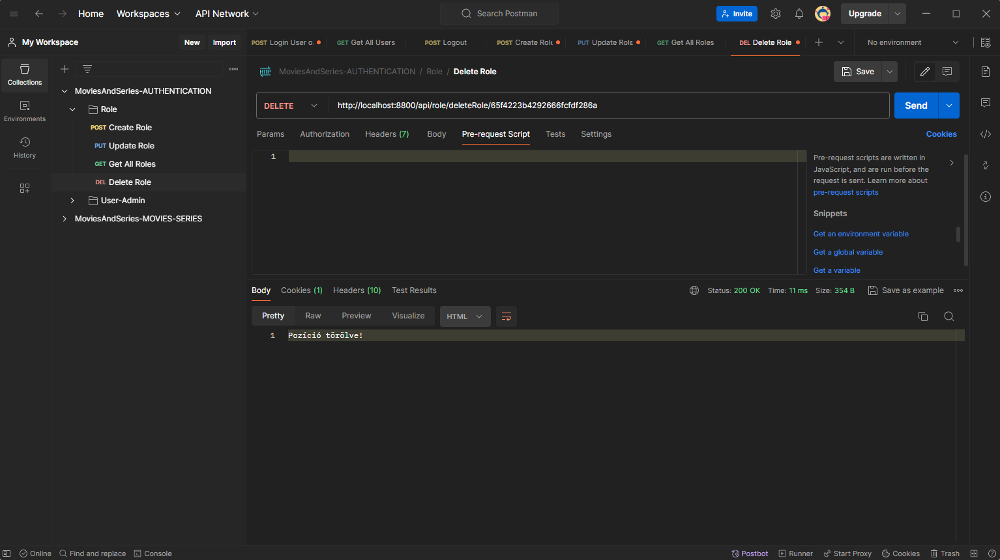 Home Workspaces API Network Search Postman Invite Upgrade
My Workspace New Import POST Login User o. GET Get All Users POST Logout POST Create Role PUT Update Role GET Get All Roles DEL Delete Role No environment
Collections
Environments
History
MoviesAndSeries-AUTHENTICATION
Role
POST Create Role
PUT Update Role
GET Get All Roles
DEL Delete Role
User-Admin
MoviesAndSeries-MOVIES-SERIES
HTTP MoviesAndSeries-AUTHENTICATION / Role / Delete Role Save
DELETE http://localhost:8800/api/role/deleteRole/65f4223b4292666fcfdf286a Send
Params Authorization Headers (7) Body Pre-request Script Tests Settings Cookies
1
Pre-request scripts are written in
JavaScript, and are run before the
request is sent. Learn more about
pre-request scripts
Snippets
Get an environment variable
Get a global variable
Get a variable
Body Cookies (1) Headers (10) Test Results Status: 200 OK Time: 11 ms Size: 354 B Save as example
Pretty Raw Preview Visualize HTML
1 Pozíció törölve!
Online Find and replace Console Postbot Runner Start Proxy Cookies Trash